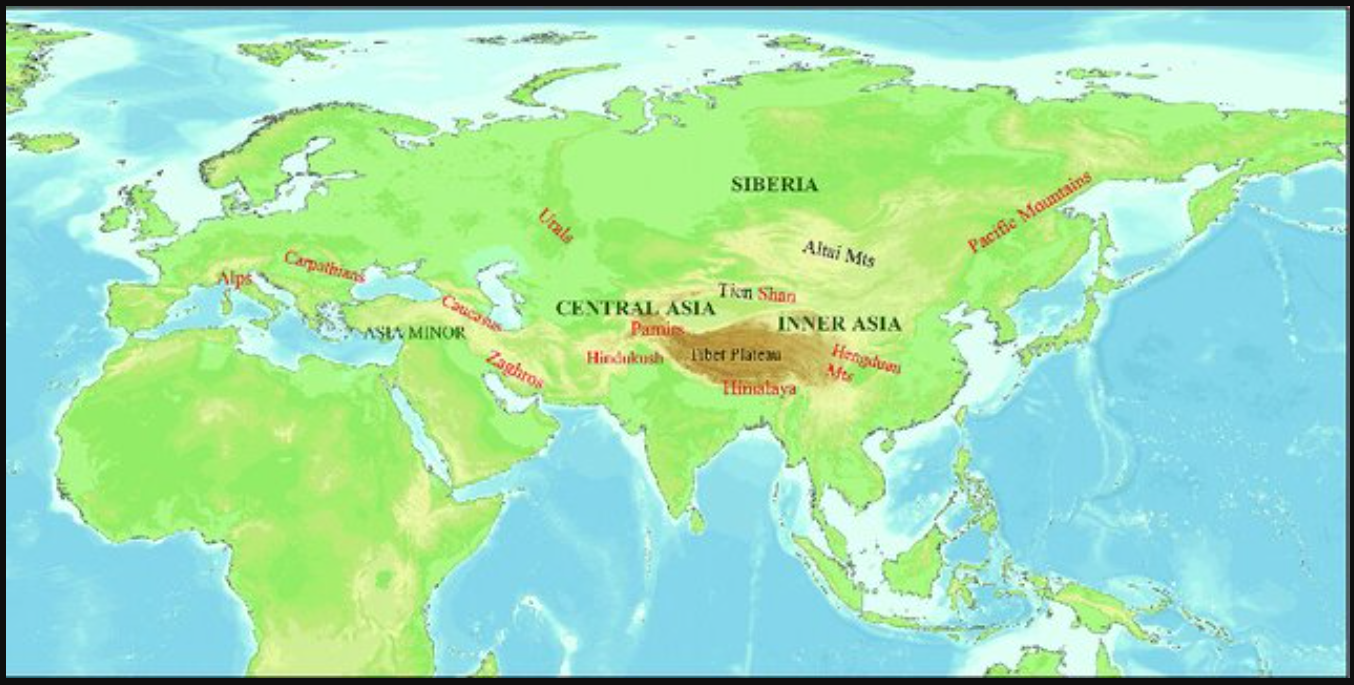 SIBERIA
Pacific Mountains
Urals
Altai Mts
Carpathians
Alps
Tien Shan
Caucasus
CENTRAL ASIA
INNER ASIA
Pamirs
ASIA MINOR
Hindukush
Tibet Plateau
Hengduan
Mts
Zaghros
Himalaya